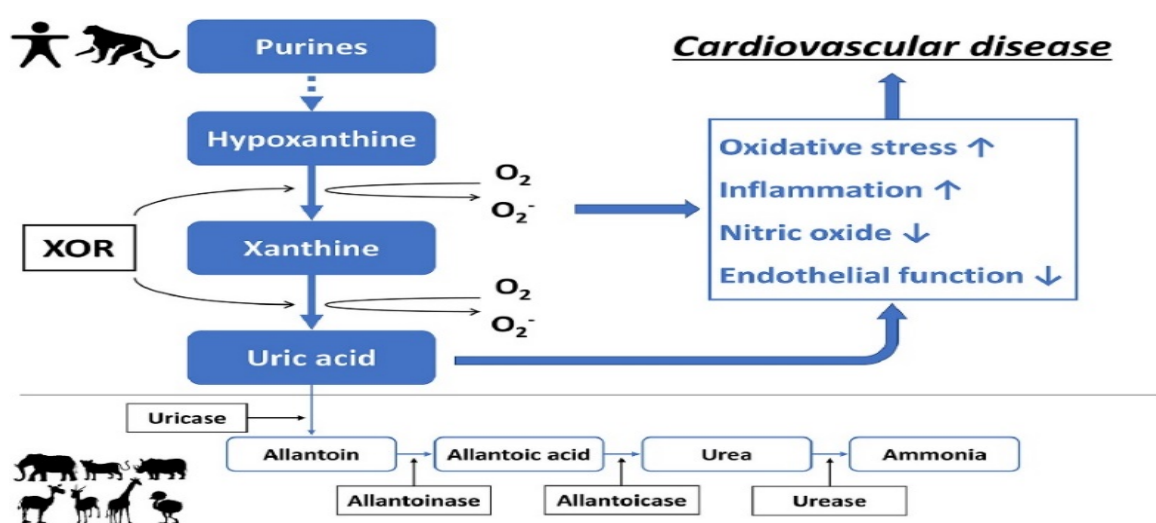 Purines
Cardiovascular disease
Hypoxanthine
Oxidative stress ↑
O₂
Inflammation ↑
O₂⁻
XOR
Xanthine
Nitric oxide ↓
Endothelial function ↓
O₂
O₂⁻
Uric acid
Uricase
Allantoin
Allantoic acid
Urea
Ammonia
Allantoinase
Allantoicase
Urease